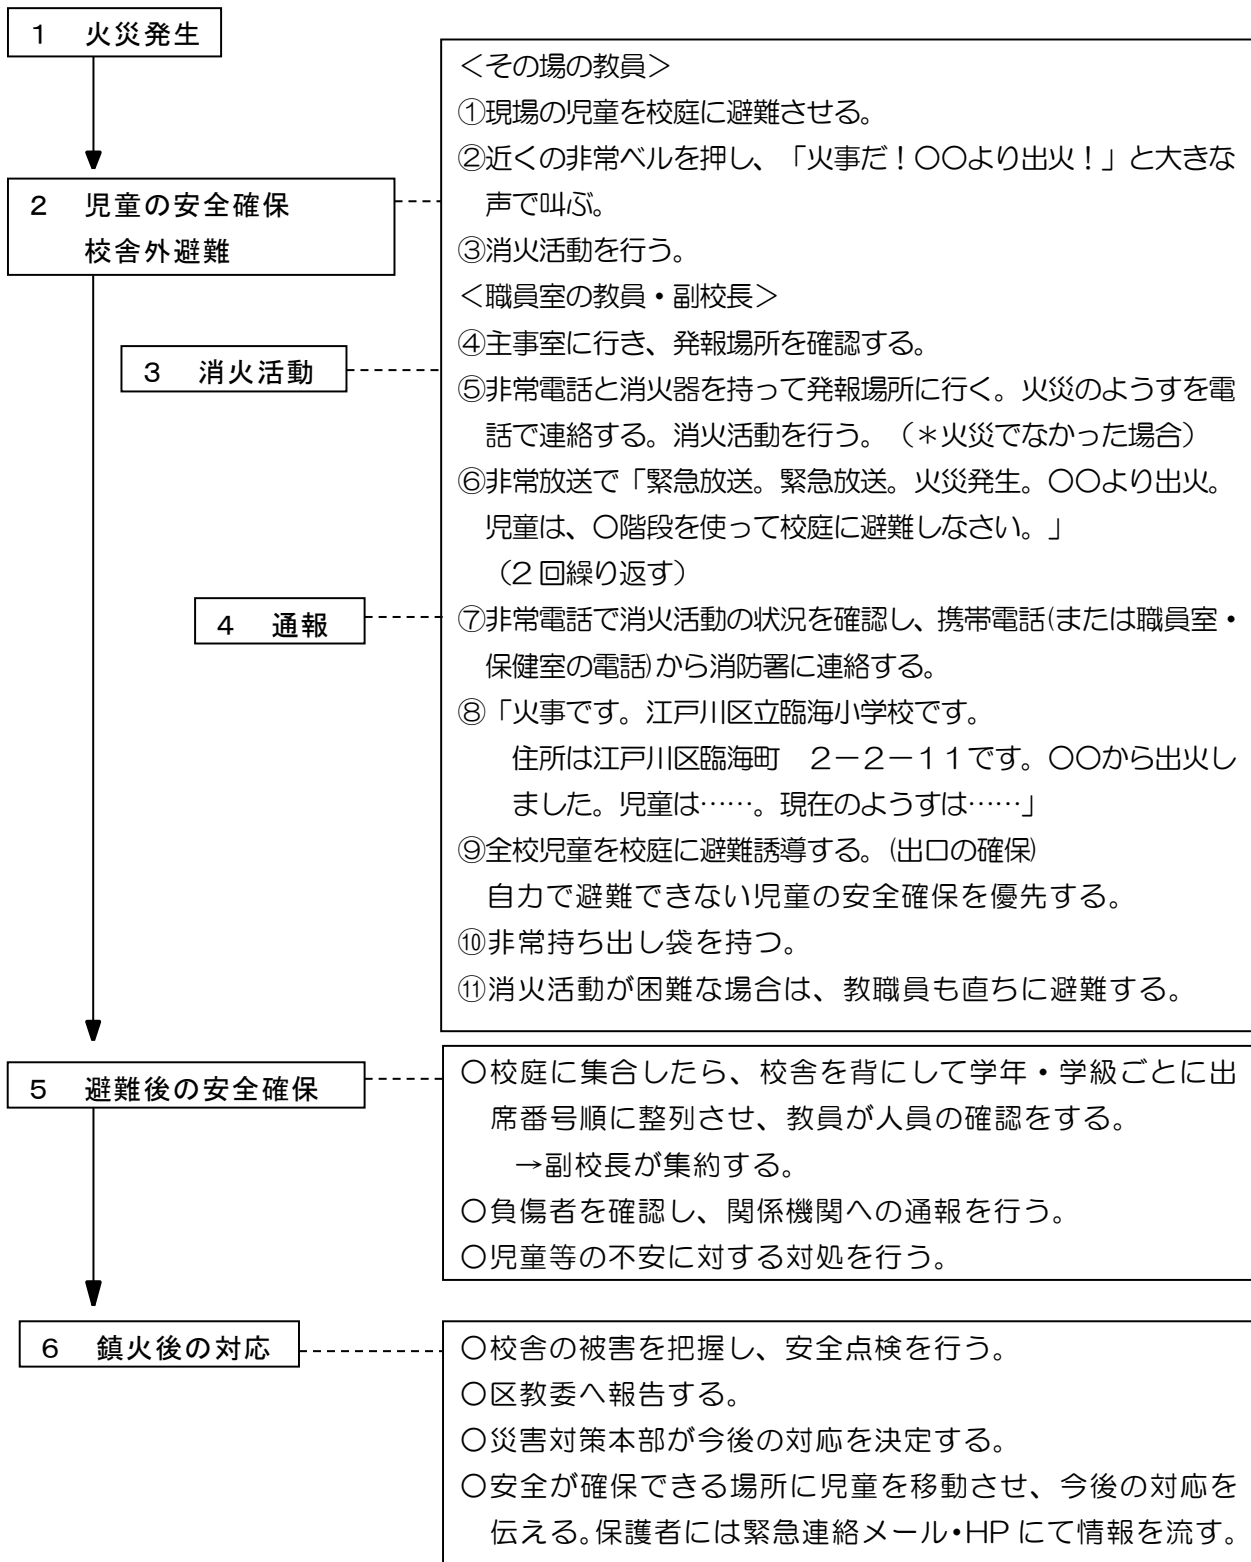 １　火災発生
２　児童の安全確保
校舎外避難
３　消火活動
４　通報
＜その場の教員＞
①現場の児童を校庭に避難させる。
②近くの非常ベルを押し、「火事だ！〇〇より出火！」と大きな
声で叫ぶ。
③消火活動を行う。
＜職員室の教員・副校長＞
④主事室に行き、発報場所を確認する。
⑤非常電話と消火器を持って発報場所に行く。火災のようすを電
話で連絡する。消火活動を行う。（＊火災でなかった場合）
⑥非常放送で「緊急放送。緊急放送。火災発生。〇〇より出火。
児童は、〇階段を使って校庭に避難しなさい。」
（２回繰り返す）
⑦非常電話で消火活動の状況を確認し、携帯電話(または職員室・
保健室の電話)から消防署に連絡する。
⑧「火事です。江戸川区立臨海小学校です。
住所は江戸川区臨海町　２－２－１１です。〇〇から出火し
ました。児童は……。現在のようすは……」
⑨全校児童を校庭に避難誘導する。(出口の確保)
自力で避難できない児童の安全確保を優先する。
⑩非常持ち出し袋を持つ。
⑪消火活動が困難な場合は、教職員も直ちに避難する。
５　避難後の安全確保
〇校庭に集合したら、校舎を背にして学年・学級ごとに出
席番号順に整列させ、教員が人員の確認をする。
→副校長が集約する。
〇負傷者を確認し、関係機関への通報を行う。
〇児童等の不安に対する対処を行う。
６　鎮火後の対応
〇校舎の被害を把握し、安全点検を行う。
〇区教委へ報告する。
〇災害対策本部が今後の対応を決定する。
〇安全が確保できる場所に児童を移動させ、今後の対応を
伝える。保護者には緊急連絡メール・HP にて情報を流す。